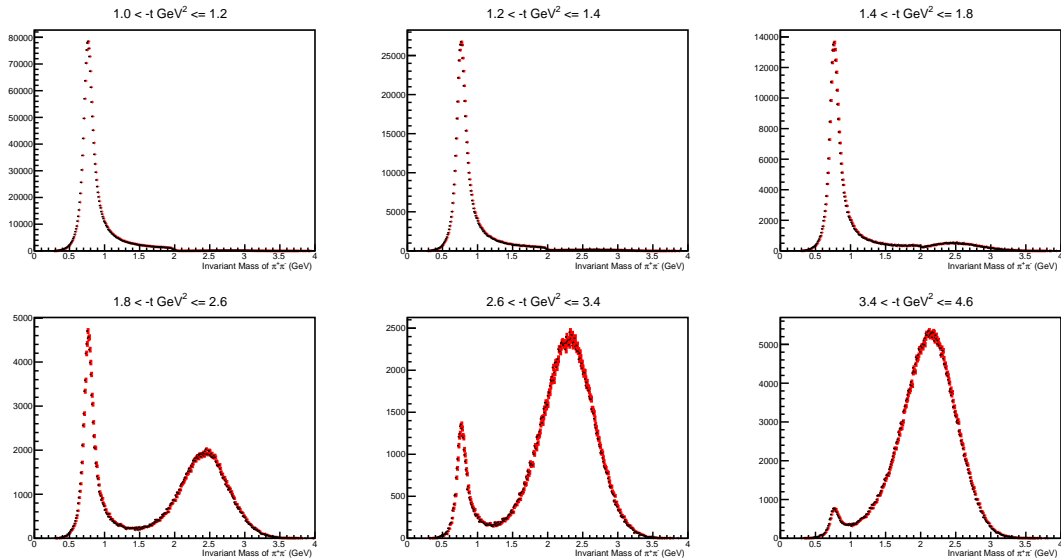 1.0 < -t GeV² <= 1.2
80000
70000
60000
50000
40000
30000
20000
10000
0
0 0.5 1 1.5 2 2.5 3 3.5 4
Invariant Mass of π⁺π⁻ (GeV)
1.2 < -t GeV² <= 1.4
25000
20000
15000
10000
5000
0
0 0.5 1 1.5 2 2.5 3 3.5 4
Invariant Mass of π⁺π⁻ (GeV)
1.4 < -t GeV² <= 1.8
14000
12000
10000
8000
6000
4000
2000
0
0 0.5 1 1.5 2 2.5 3 3.5 4
Invariant Mass of π⁺π⁻ (GeV)
1.8 < -t GeV² <= 2.6
5000
4000
3000
2000
1000
0
0 0.5 1 1.5 2 2.5 3 3.5 4
Invariant Mass of π⁺π⁻ (GeV)
2.6 < -t GeV² <= 3.4
2500
2000
1500
1000
500
0
0 0.5 1 1.5 2 2.5 3 3.5 4
Invariant Mass of π⁺π⁻ (GeV)
3.4 < -t GeV² <= 4.6
5000
4000
3000
2000
1000
0
0 0.5 1 1.5 2 2.5 3 3.5 4
Invariant Mass of π⁺π⁻ (GeV)